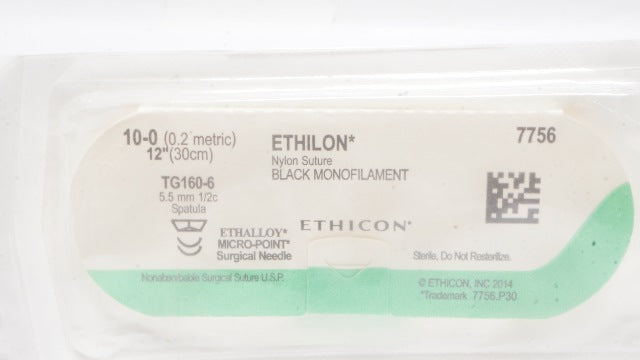 10-0 (0.2 metric)
12"(30cm)
TG160-6
5.5 mm 1/2c
Spatula
ETHALLOY*
MICRO-POINT*
Surgical Needle
ETHILON*
Nylon Suture
BLACK MONOFILAMENT
ETHICON*
7756
Sterile, Do Not Resterilize.
Nonabsorbable Surgical Suture U.S.P.
© ETHICON, INC 2014
*Trademark 7756.P30